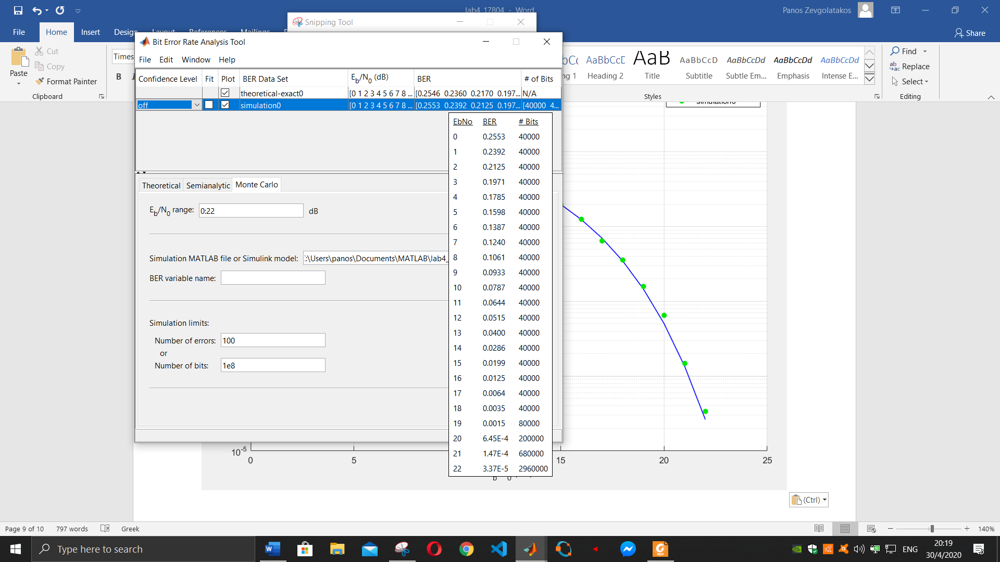 lab4_17804 - Word
Panos Zevgolatakos
Snipping Tool
File Home Insert Design Layout References Mailings
Share
Bit Error Rate Analysis Tool
File Edit Window Help
Cut
Copy
Paste
Format Painter
Clipboard
Times
B
Confidence Level Fit Plot BER Data Set Eb/N0 (dB) BER # of Bits
theoretical-exact0 [0 1 2 3 4 5 6 7 8 ... [0.2546 0.2360 0.2170 0.197... N/A
off simulation0 [0 1 2 3 4 5 6 7 8 ... [0.2553 0.2392 0.2125 0.197... [40000 4...
AaBbCcD AaB AaBbCcD AaBbCcDd AaBbCcDd AaBbCcDd
Heading 2 Title Subtitle Subtle Em... Emphasis Intense E...
Styles
Find
Replace
Select
Editing
EbNo BER # Bits
0 0.2553 40000
1 0.2392 40000
2 0.2125 40000
3 0.1971 40000
4 0.1785 40000
5 0.1598 40000
6 0.1387 40000
7 0.1240 40000
8 0.1061 40000
9 0.0933 40000
10 0.0787 40000
11 0.0644 40000
12 0.0515 40000
13 0.0400 40000
14 0.0286 40000
15 0.0199 40000
16 0.0125 40000
17 0.0064 40000
18 0.0035 40000
19 0.0015 80000
20 6.45E-4 200000
21 1.47E-4 680000
22 3.37E-5 2960000
Theoretical Semianalytic Monte Carlo
Eb/N0 range: 0:22 dB
Simulation MATLAB file or Simulink model: :\Users\panos\Documents\MATLAB\lab4_
BER variable name:
Simulation limits:
Number of errors: 100
or
Number of bits: 1e8
simulation0
10-5
0 5 15 20 25
b 0
(Ctrl)
Page 9 of 10 797 words Greek
140%
Type here to search
ENG
20:19
30/4/2020